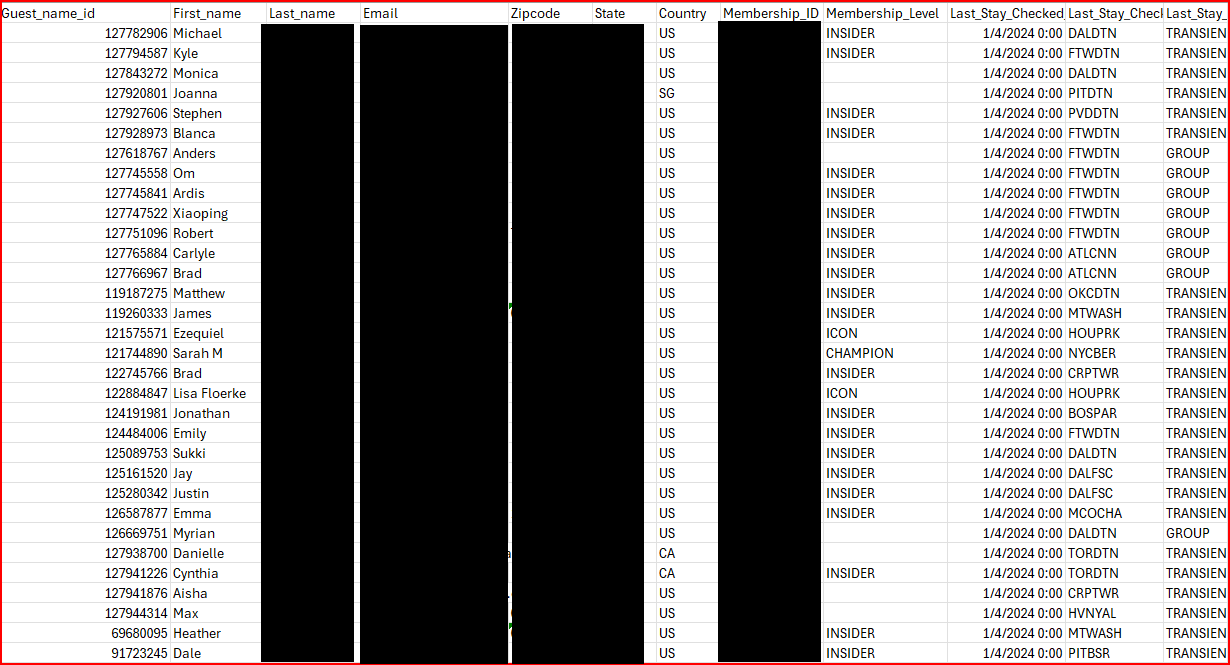 Guest_name_id First_name Last_name Email Zipcode State Country Membership_ID Membership_Level Last_Stay_Checked_ Last_Stay_Checl Last_Stay_
127782906 Michael US INSIDER 1/4/2024 0:00 DALDTN TRANSIEN
127794587 Kyle US INSIDER 1/4/2024 0:00 FTWDTN TRANSIEN
127843272 Monica US 1/4/2024 0:00 DALDTN TRANSIEN
127920801 Joanna SG 1/4/2024 0:00 PITDTN TRANSIEN
127927606 Stephen US INSIDER 1/4/2024 0:00 PVDDTN TRANSIEN
127928973 Blanca US INSIDER 1/4/2024 0:00 FTWDTN TRANSIEN
127618767 Anders US 1/4/2024 0:00 FTWDTN GROUP
127745558 Om US INSIDER 1/4/2024 0:00 FTWDTN GROUP
127745841 Ardis US INSIDER 1/4/2024 0:00 FTWDTN GROUP
127747522 Xiaoping US INSIDER 1/4/2024 0:00 FTWDTN GROUP
127751096 Robert US INSIDER 1/4/2024 0:00 FTWDTN GROUP
127765884 Carlyle US INSIDER 1/4/2024 0:00 ATLCNN GROUP
127766967 Brad US INSIDER 1/4/2024 0:00 ATLCNN GROUP
119187275 Matthew US INSIDER 1/4/2024 0:00 OKCDTN TRANSIEN
119260333 James US INSIDER 1/4/2024 0:00 MTWASH TRANSIEN
121575571 Ezequiel US ICON 1/4/2024 0:00 HOUPRK TRANSIEN
121744890 Sarah M US CHAMPION 1/4/2024 0:00 NYCBER TRANSIEN
122745766 Brad US INSIDER 1/4/2024 0:00 CRPTWR TRANSIEN
122884847 Lisa Floerke US ICON 1/4/2024 0:00 HOUPRK TRANSIEN
124191981 Jonathan US INSIDER 1/4/2024 0:00 BOSPAR TRANSIEN
124484006 Emily US INSIDER 1/4/2024 0:00 FTWDTN TRANSIEN
125089753 Sukki US INSIDER 1/4/2024 0:00 DALDTN TRANSIEN
125161520 Jay US INSIDER 1/4/2024 0:00 DALFSC TRANSIEN
125280342 Justin US INSIDER 1/4/2024 0:00 DALFSC TRANSIEN
126587877 Emma US INSIDER 1/4/2024 0:00 MCOCHA TRANSIEN
126669751 Myrian US 1/4/2024 0:00 DALDTN GROUP
127938700 Danielle CA 1/4/2024 0:00 TORDTN TRANSIEN
127941226 Cynthia CA INSIDER 1/4/2024 0:00 TORDTN TRANSIEN
127941876 Aisha US 1/4/2024 0:00 CRPTWR TRANSIEN
127944314 Max US 1/4/2024 0:00 HVNYAL TRANSIEN
69680095 Heather US INSIDER 1/4/2024 0:00 MTWASH TRANSIEN
91723245 Dale US INSIDER 1/4/2024 0:00 PITBSR TRANSIEN